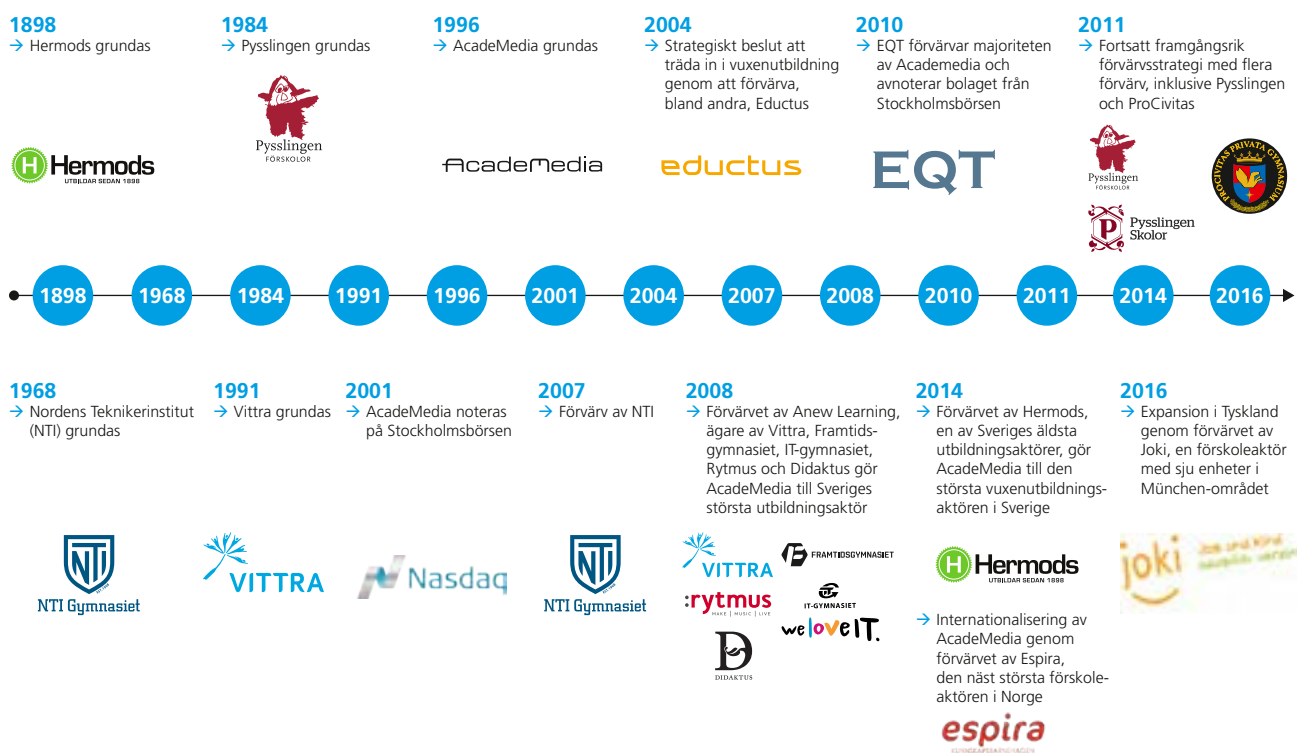 1898
→ Hermods grundas
Hermods
UTBILDAR SEDAN 1898
1984
→ Pysslingen grundas
Pysslingen
FÖRSKOLOR
1996
→ AcadeMedia grundas
AcadeMedia
2004
→ Strategiskt beslut att
träda in i vuxenutbildning
genom att förvärva,
bland andra, Eductus
eductus
2010
→ EQT förvärvar majoriteten
av Academedia och
avnoterar bolaget från
Stockholmsbörsen
EQT
2011
→ Fortsatt framgångsrik
förvärvsstrategi med flera
förvärv, inklusive Pysslingen
och ProCivitas
Pysslingen
FÖRSKOLOR
PROCIVITAS PRIVATA GYMNASIUM
P
Pysslingen
Skolor
1898 1968 1984 1991 1996 2001 2004 2007 2008 2010 2011 2014 2016
1968
→ Nordens Teknikerinstitut
(NTI) grundas
NTI
NTI Gymnasiet
1991
→ Vittra grundas
VITTRA
2001
→ AcadeMedia noteras
på Stockholmsbörsen
Nasdaq
2007
→ Förvärv av NTI
NTI
NTI Gymnasiet
2008
→ Förvärvet av Anew Learning,
ägare av Vittra, Framtids-
gymnasiet, IT-gymnasiet,
Rytmus och Didaktus gör
AcadeMedia till Sveriges
största utbildningsaktör
VITTRA
FRAMTIDSGYMNASIET
:rytmus
MAKE | MUSIC | LIVE
IT-GYMNASIET
we love IT.
D
DIDAKTUS
2014
→ Förvärvet av Hermods,
en av Sveriges äldsta
utbildningsaktörer, gör
AcadeMedia till den
största vuxenutbildnings-
aktören i Sverige
Hermods
UTBILDAR SEDAN 1898
→ Internationalisering av
AcadeMedia genom
förvärvet av Espira,
den näst största förskole-
aktören i Norge
espira
2016
→ Expansion i Tyskland
genom förvärvet av
Joki, en förskoleaktör
med sju enheter i
München-området
joki